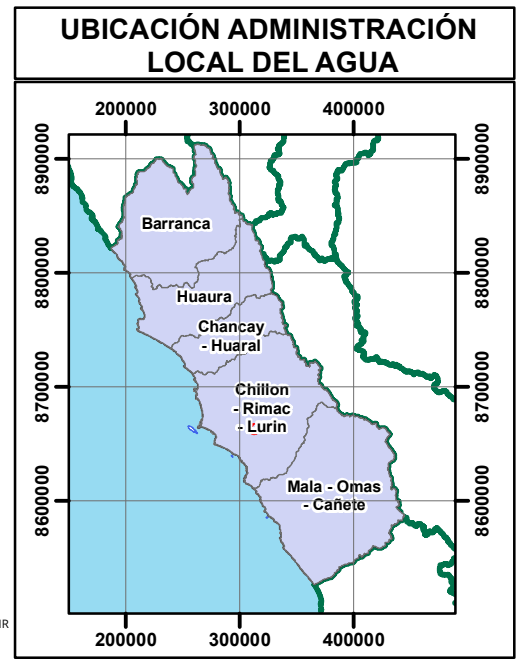 UBICACIÓN ADMINISTRACIÓN
LOCAL DEL AGUA
200000 300000 400000
8900000 8900000
Barranca
8800000 8800000
Huaura
Chancay
- Huaral
8700000 8700000
Chillon
- Rimac
- Lurin
Mala - Omas
- Cañete
8600000 8600000
IR
200000 300000 400000